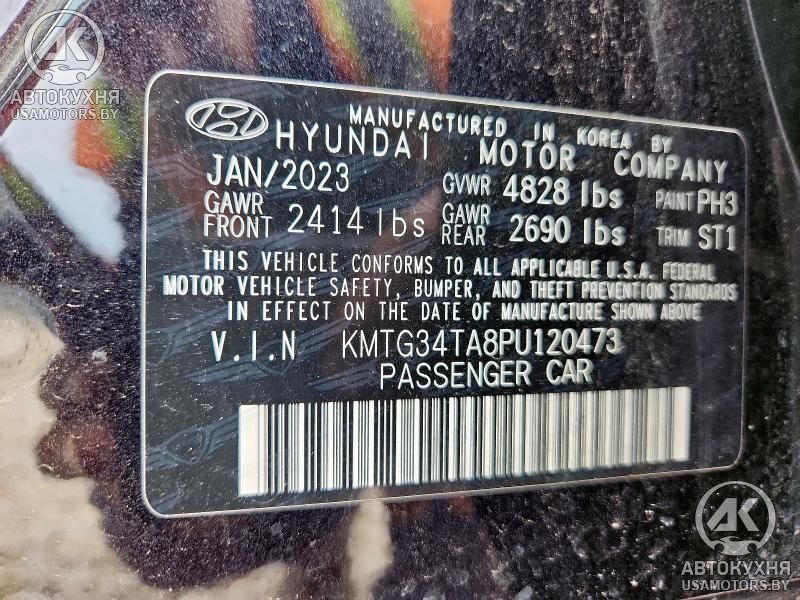 AK
АВТОКУХНЯ
USAMOTORS.BY
MANUFACTURED IN KOREA BY
HYUNDAI MOTOR COMPANY
JAN/2023 GVWR 4828 lbs PAINT PH3
GAWR FRONT 2414 lbs GAWR REAR 2690 lbs TRIM ST1
THIS VEHICLE CONFORMS TO ALL APPLICABLE U.S.A. FEDERAL
MOTOR VEHICLE SAFETY, BUMPER, AND THEFT PREVENTION STANDARDS
IN EFFECT ON THE DATE OF MANUFACTURE SHOWN ABOVE.
V.I.N KMTG34TA8PU120473
PASSENGER CAR
AK
АВТОКУХНЯ
USAMOTORS.BY